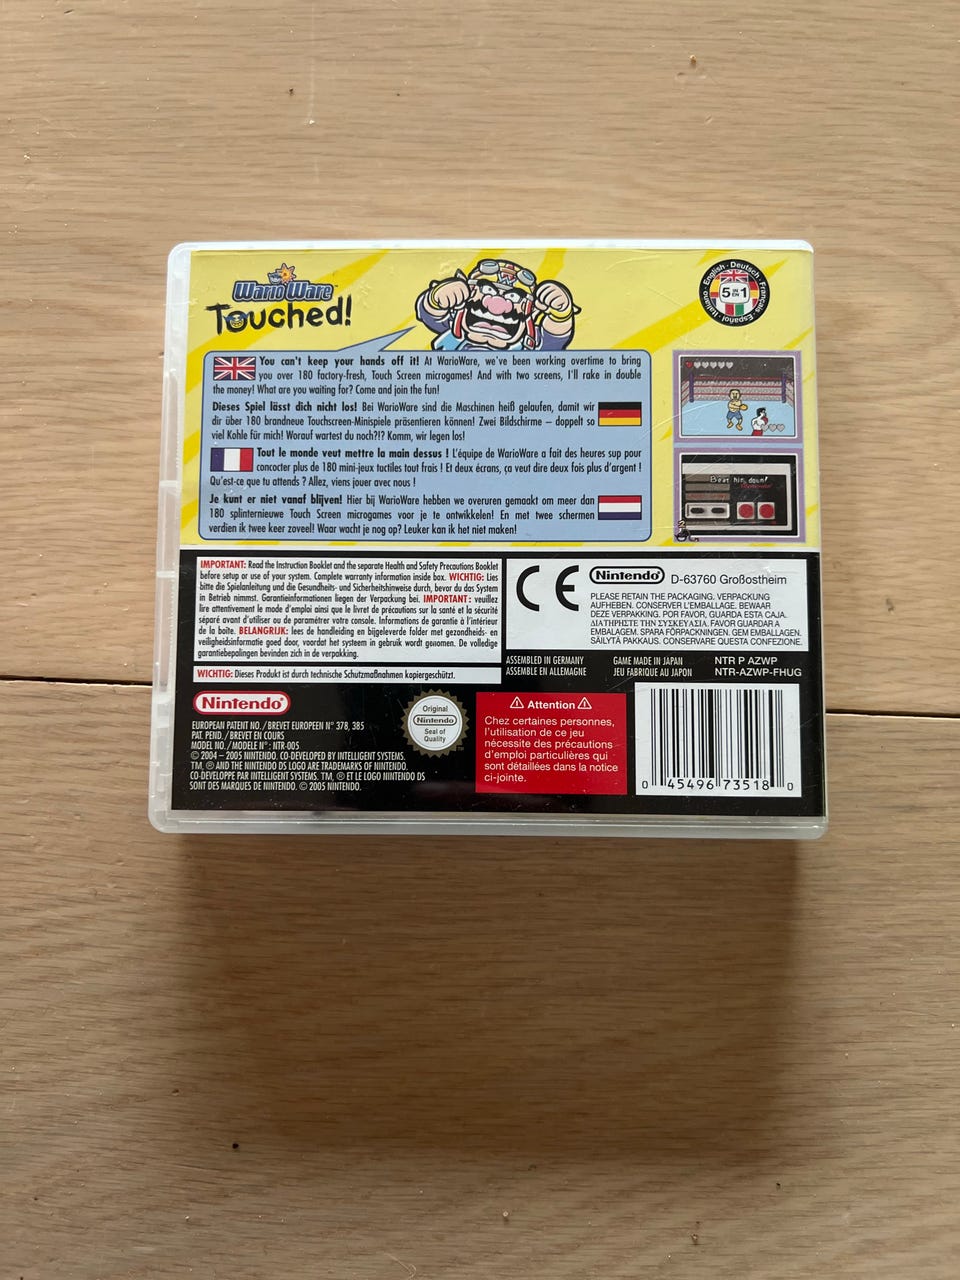 WarioWare
Touched!
English · Deutsch · Français · Español · Italiano
5 IN EN 1
You can't keep your hands off it! At WarioWare, we've been working overtime to bring
you over 180 factory-fresh, Touch Screen microgames! And with two screens, I'll rake in double
the money! What are you waiting for? Come and join the fun!
Dieses Spiel lässt dich nicht los! Bei WarioWare sind die Maschinen heiß gelaufen, damit wir
dir über 180 brandneue Touchscreen-Minispiele präsentieren können! Zwei Bildschirme – doppelt so
viel Kohle für mich! Worauf wartest du noch?!? Komm, wir legen los!
Tout le monde veut mettre la main dessus ! L'équipe de WarioWare a fait des heures sup pour
concocter plus de 180 mini-jeux tactiles tout frais ! Et deux écrans, ça veut dire deux fois plus d'argent !
Qu'est-ce que tu attends ? Allez, viens jouer avec nous !
Je kunt er niet vanaf blijven! Hier bij WarioWare hebben we overuren gemaakt om meer dan
180 splinternieuwe Touch Screen microgames voor je te ontwikkelen! En met twee schermen
verdien ik twee keer zoveel! Waar wacht je nog op? Leuker kan ik het niet maken!
Beat him down!
IMPORTANT: Read the Instruction Booklet and the separate Health and Safety Precautions Booklet
before setup or use of your system. Complete warranty information inside box. WICHTIG: Lies
bitte die Spielanleitung und die Gesundheits- und Sicherheitshinweise durch, bevor du das System
in Betrieb nimmst. Garantieinformationen liegen der Verpackung bei. IMPORTANT : veuillez
lire attentivement le mode d'emploi ainsi que le livret de précautions sur la santé et la sécurité
séparé avant d'utiliser ou de paramétrer votre console. Informations de garantie à l'intérieur
de la boîte. BELANGRIJK: lees de handleiding en bijgeleverde folder met gezondheids- en
veiligheidsinformatie goed door, voordat het systeem in gebruik wordt genomen. De volledige
garantiebepalingen bevinden zich in de verpakking.
WICHTIG: Dieses Produkt ist durch technische Schutzmaßnahmen kopiergeschützt.
CE
Nintendo D-63760 Großostheim
PLEASE RETAIN THE PACKAGING. VERPACKUNG
AUFHEBEN. CONSERVER L'EMBALLAGE. BEWAAR
DEZE VERPAKKING. POR FAVOR, GUARDA ESTA CAJA.
ΔΙΑΤΗΡΗΣΤΕ ΤΗΝ ΣΥΣΚΕΥΑΣΙΑ. FAVOR GUARDAR A
EMBALAGEM. SPARA FÖRPACKNINGEN. GEM EMBALLAGEN.
SÄILYTÄ PAKKAUS. CONSERVARE QUESTA CONFEZIONE.
ASSEMBLED IN GERMANY
ASSEMBLÉ EN ALLEMAGNE
GAME MADE IN JAPAN
JEU FABRIQUÉ AU JAPON
NTR P AZWP
NTR-AZWP-FHUG
Nintendo
EUROPEAN PATENT NO./BREVET EUROPEEN N° 378, 385
PAT. PEND./BREVET EN COURS
MODEL NO./MODELE N°: NTR-005
© 2004 – 2005 NINTENDO. CO-DEVELOPED BY INTELLIGENT SYSTEMS.
TM, ® AND THE NINTENDO DS LOGO ARE TRADEMARKS OF NINTENDO.
CO-DEVELOPPE PAR INTELLIGENT SYSTEMS. TM, ® ET LE LOGO NINTENDO DS
SONT DES MARQUES DE NINTENDO. © 2005 NINTENDO.
Original
Nintendo
Seal of
Quality
Attention
Chez certaines personnes,
l'utilisation de ce jeu
nécessite des précautions
d'emploi particulières qui
sont détaillées dans la notice
ci-jointe.
0 45496 73518 0